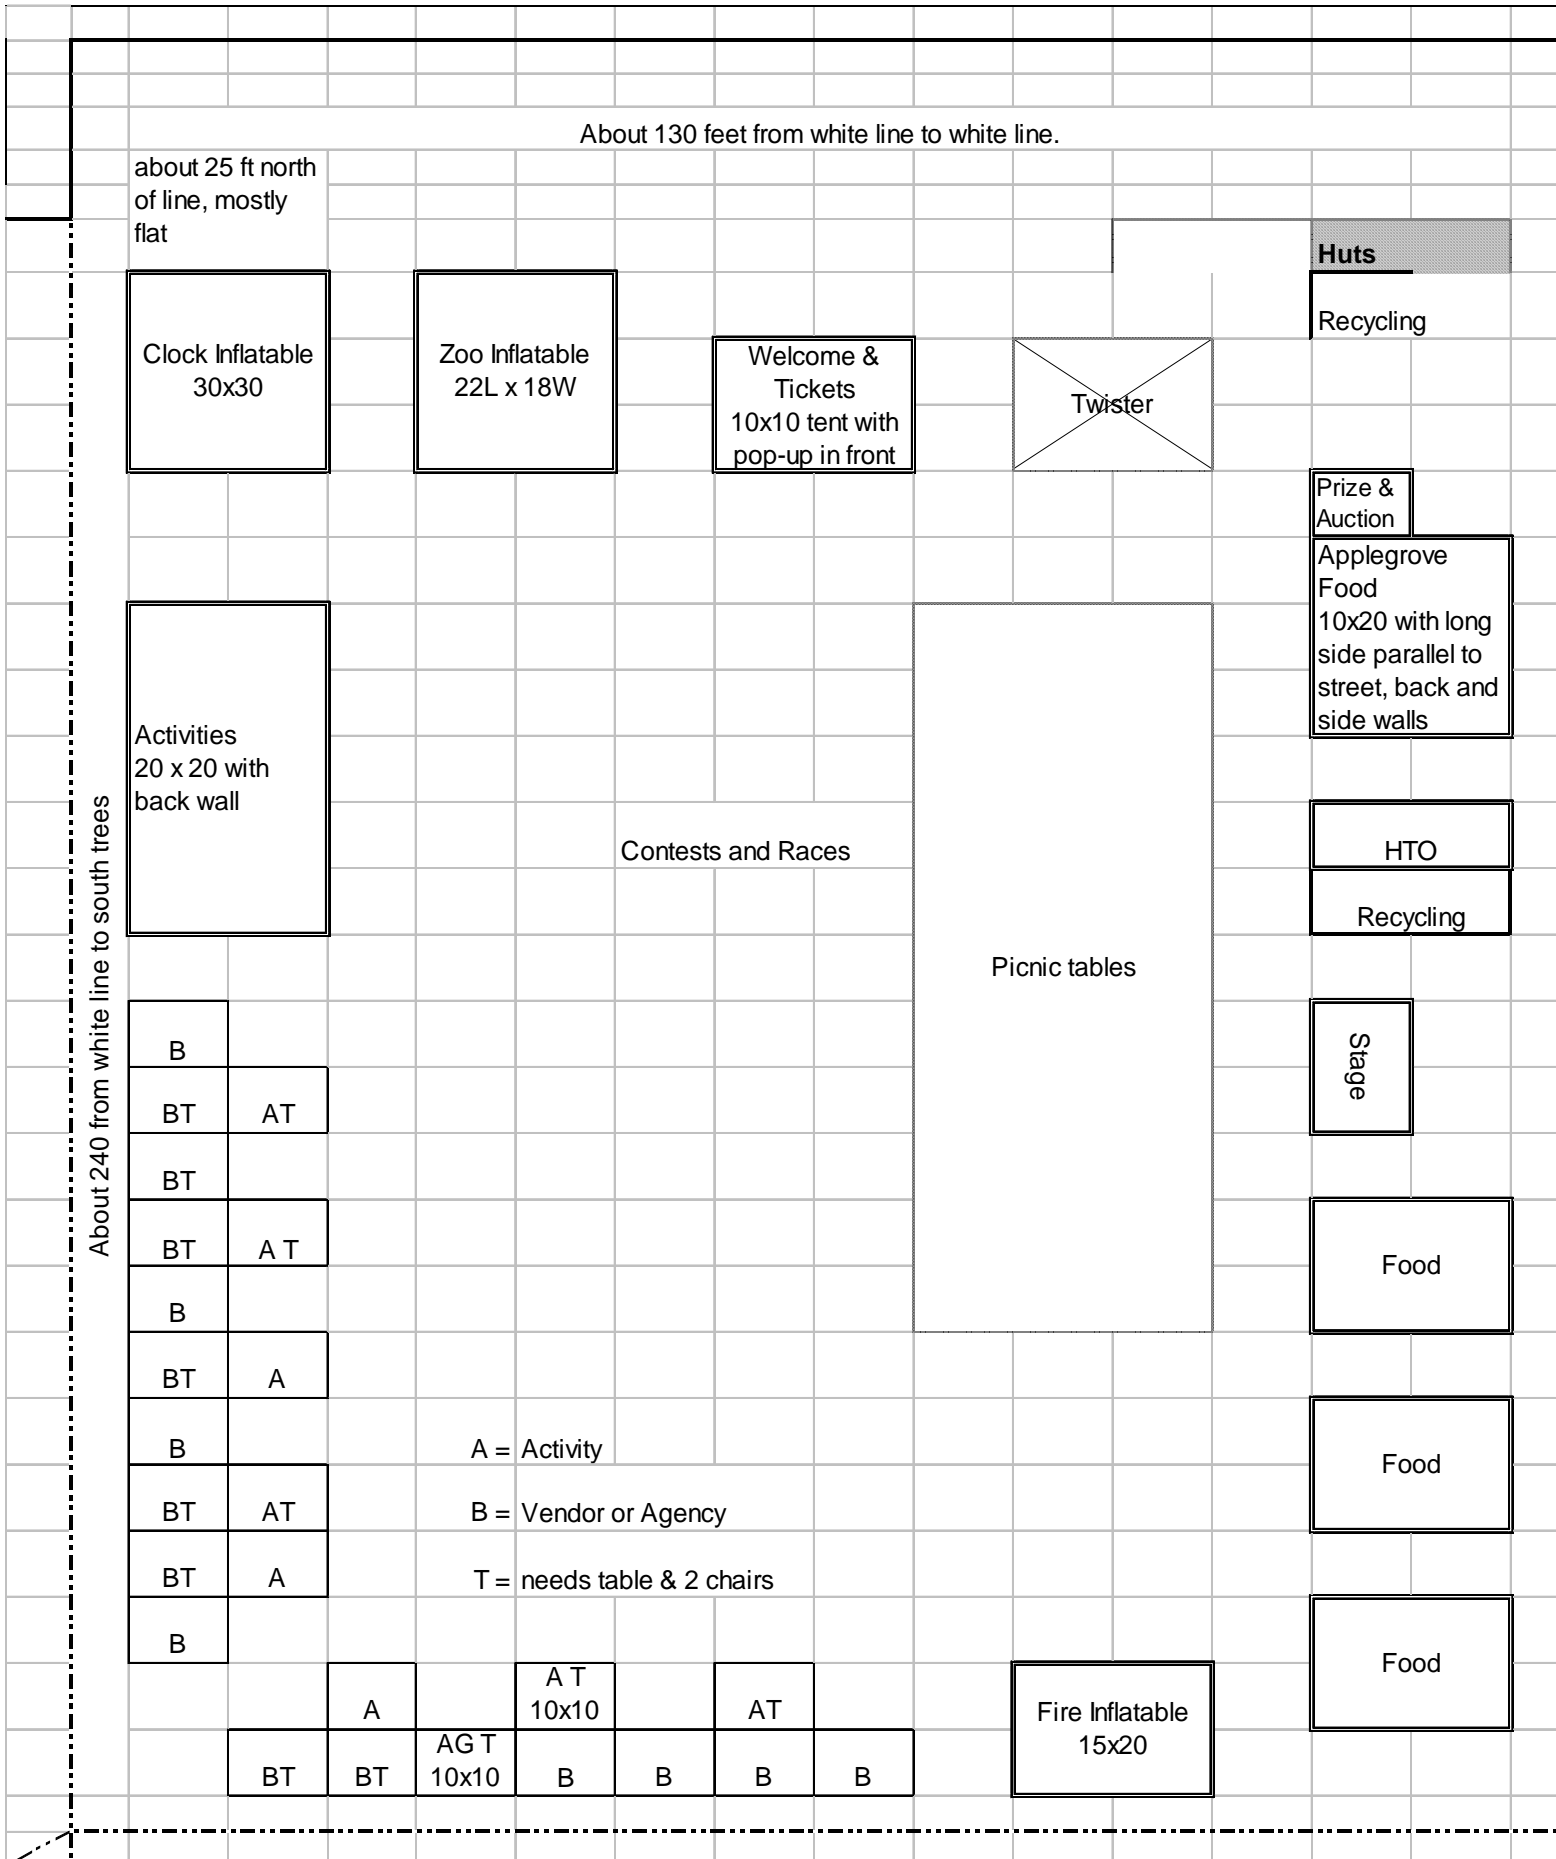 About 130 feet from white line to white line.
about 25 ft north
of line, mostly
flat
Huts
Recycling
Clock Inflatable
30x30
Zoo Inflatable
22L x 18W
Welcome &
Tickets
10x10 tent with
pop-up in front
Twister
Prize &
Auction
Applegrove
Food
10x20 with long
side parallel to
street, back and
side walls
Activities
20 x 20 with
back wall
About 240 from white line to south trees
Contests and Races
HTO
Recycling
Picnic tables
Stage
B
BT AT
BT
BT A T
B
Food
BT A
B
A = Activity
Food
BT AT
B = Vendor or Agency
BT A
T = needs table & 2 chairs
B
Food
A
A T
10x10
AT
Fire Inflatable
15x20
BT
BT
AG T
10x10
B
B
B
B